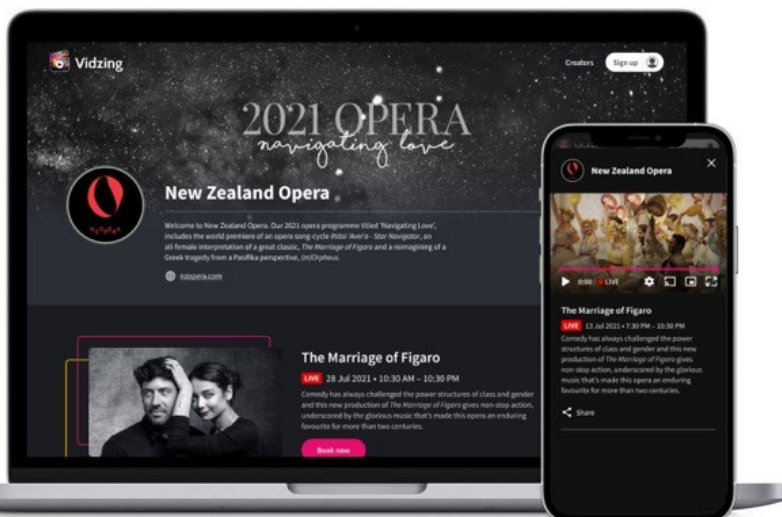 Vidzing
Creators
Sign up
2021 OPERA
navigating love
New Zealand Opera
NZOPERA
Welcome to New Zealand Opera. Our 2021 opera programme titled 'Navigating Love',
includes the world premiere of an opera song-cycle - Star Navigator, an
all-female interpretation of a great classic, The Marriage of Figaro and a reimagining of a
Greek tragedy from a Pasifika perspective, (m)Orpheus.
nzopera.com
The Marriage of Figaro
LIVE 28 Jul 2021 • 10:30 AM – 10:30 PM
Comedy has always challenged the power structures of class and gender
and this new production of The Marriage of Figaro gives non-stop action,
underscored by the glorious music that's made this opens an enduring
favourite for more than two centuries.
Book now
New Zealand Opera
0:00
LIVE
The Marriage of Figaro
LIVE 13 Jul 2021 • 7:30 PM – 10:30 PM
Comedy has always challenged the power
structures of class and gender and this new
production of The Marriage of Figaro gives
non-stop action, underscored by the glorious
music that's made this opera an enduring
favourite for more than two centuries.
Share